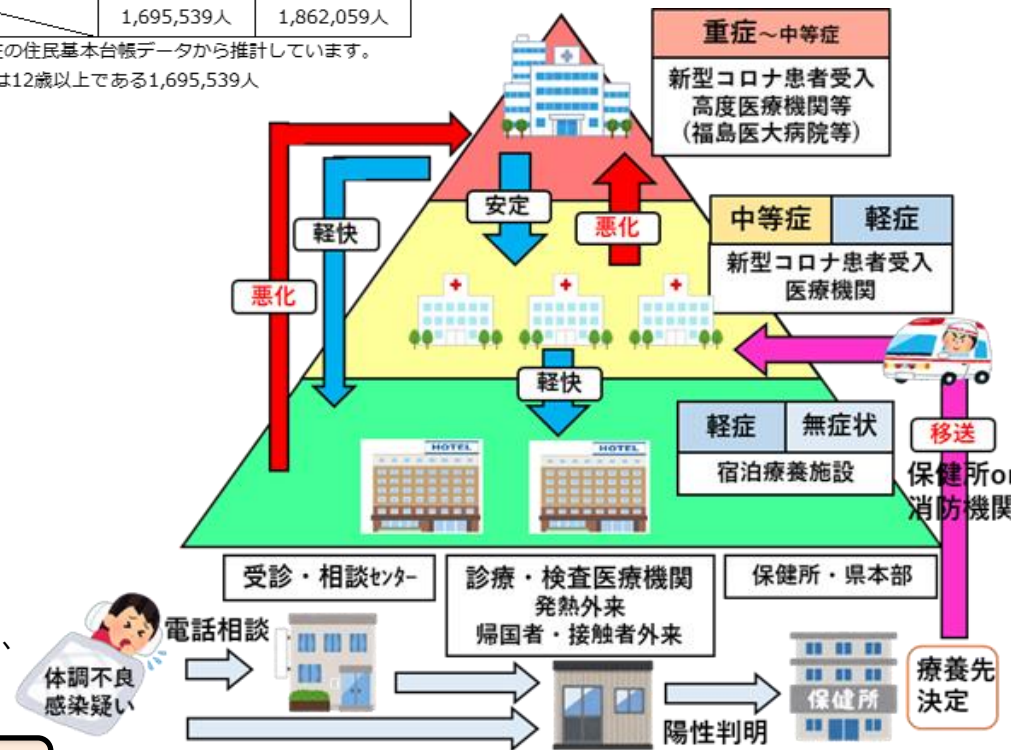 1,695,539人 1,862,059人
の住民基本台帳データから推計しています。
は12歳以上である1,695,539人
重症～中等症
新型コロナ患者受入
高度医療機関等
（福島医大病院等）
安定
悪化
軽快
悪化
中等症 軽症
新型コロナ患者受入
医療機関
軽快
HOTEL
HOTEL
軽症 無症状
宿泊療養施設
移送
保健所or
消防機関
受診・相談ｾﾝﾀｰ
診療・検査医療機関
発熱外来
帰国者・接触者外来
保健所・県本部
電話相談
、
体調不良
感染疑い
保健所
療養先
決定
陽性判明